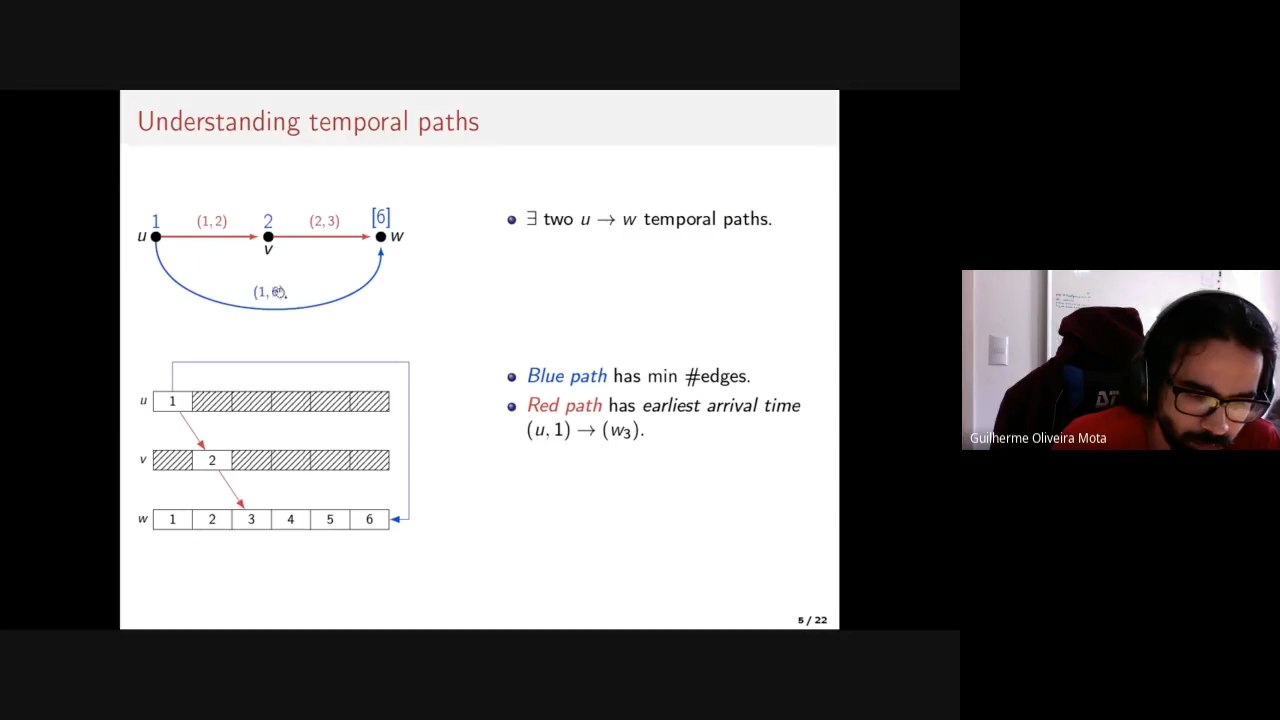 Understanding temporal paths
1 (1, 2) 2 (2, 3) [6]
u v w
∃ two u → w temporal paths.
u 1
v 2
w 1 2 3 4 5 6
Blue path has min #edges.
Red path has earliest arrival time
(u, 1) → (w₃).
5 / 22
Guilherme Oliveira Mota